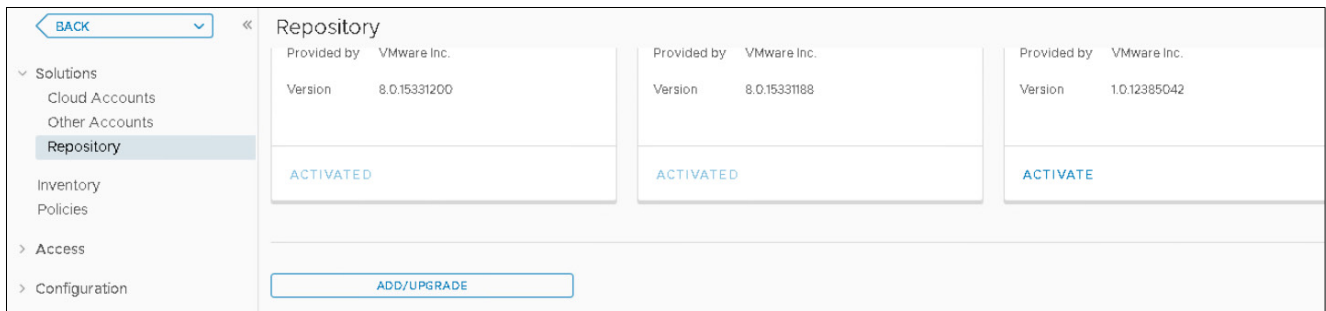 BACK
Solutions
Cloud Accounts
Other Accounts
Repository
Inventory
Policies
Access
Configuration
Repository
Provided by VMware Inc.
Version 8.0.15331200
ACTIVATED
Provided by VMware Inc.
Version 8.0.15331188
ACTIVATED
Provided by VMware Inc.
Version 1.0.12385042
ACTIVATE
ADD/UPGRADE